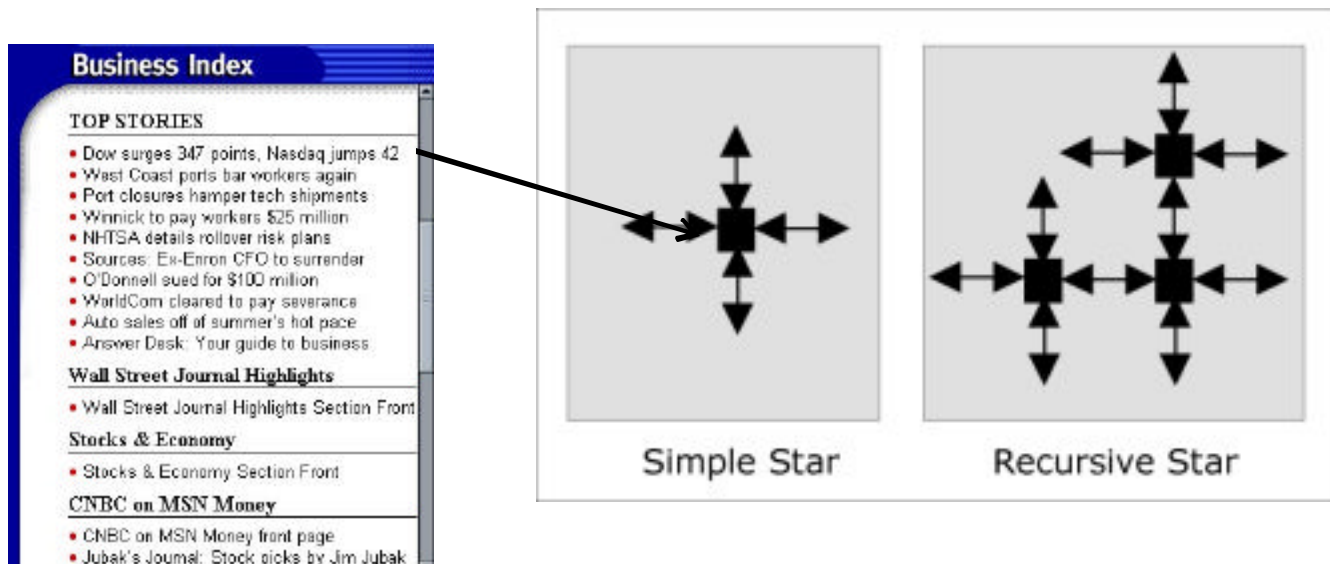 Business Index
TOP STORIES
• Dow surges 347 points, Nasdaq jumps 42
• West Coast ports bar workers again
• Port closures hamper tech shipments
• Winnick to pay workers $25 million
• NHTSA details rollover risk plans
• Sources: Ex-Enron CFO to surrender
• O'Donnell sued for $100 million
• WorldCom cleared to pay severance
• Auto sales off of summer's hot pace
• Answer Desk: Your guide to business
Wall Street Journal Highlights
• Wall Street Journal Highlights Section Front
Stocks & Economy
• Stocks & Economy Section Front
CNBC on MSN Money
• CNBC on MSN Money front page
• Jubak's Journal: Stock picks by Jim Jubak
Simple Star
Recursive Star